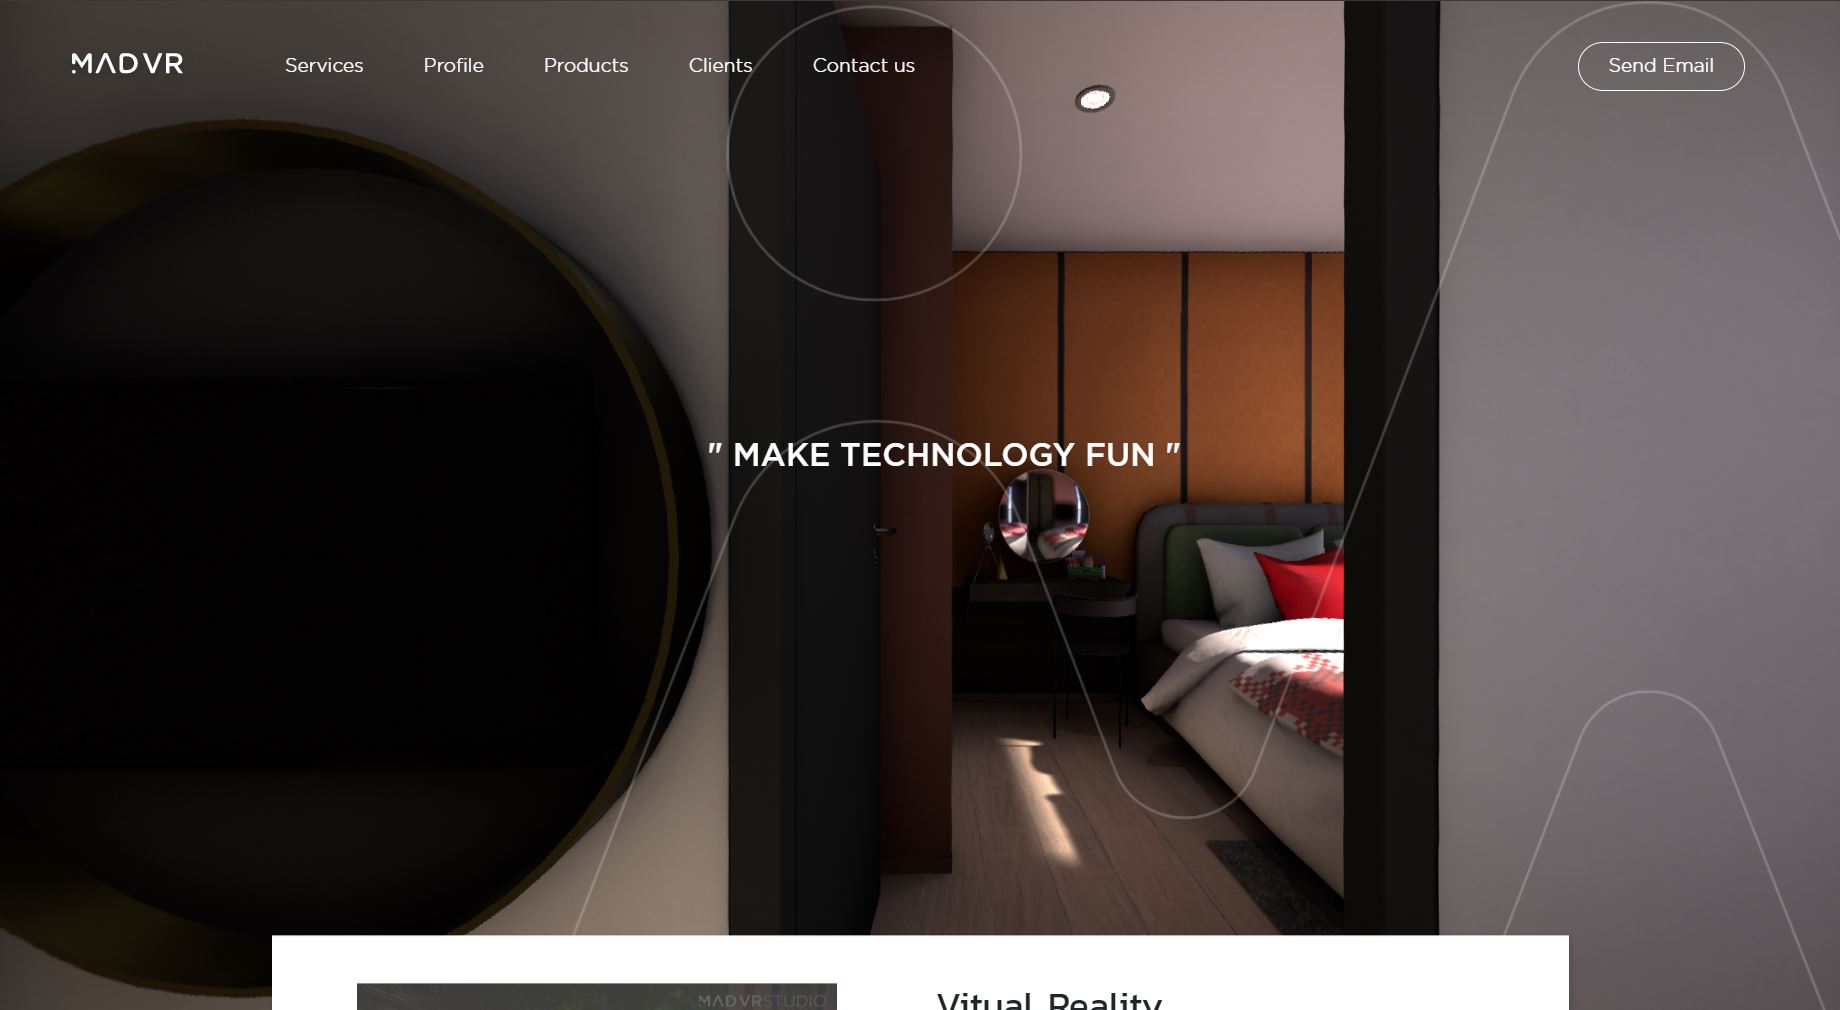 MADVR
Services
Profile
Products
Clients
Contact us
Send Email
" MAKE TECHNOLOGY FUN "
MADVRSTUDIO
Vitual Reality